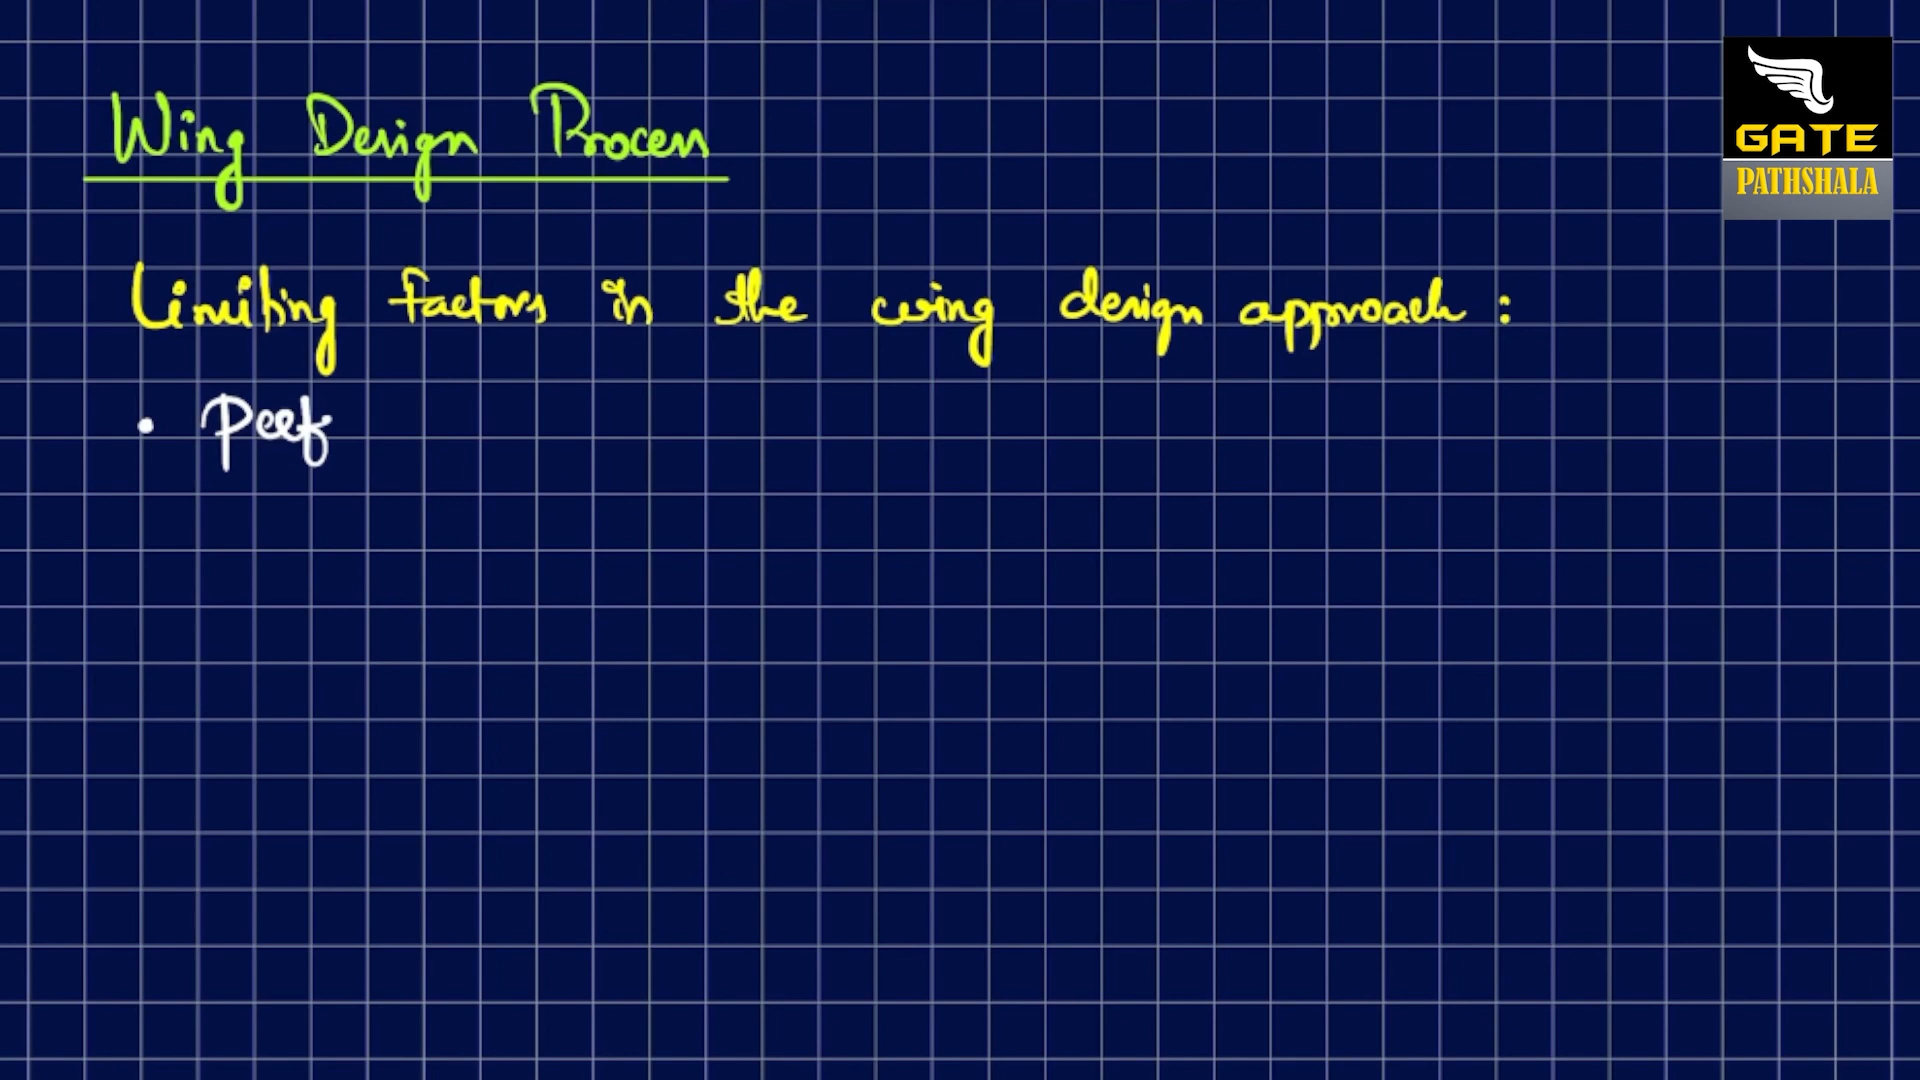 Wing Design Process
GATE
PATHSHALA
Limiting factors in the wing design approach :
• Perf